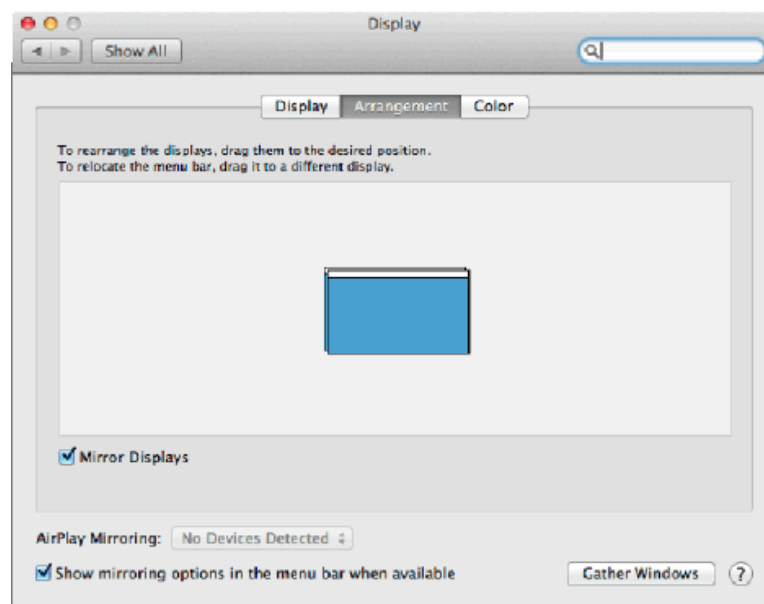 Display
Show All
Display Arrangement Color
To rearrange the displays, drag them to the desired position.
To relocate the menu bar, drag it to a different display.
Mirror Displays
AirPlay Mirroring: No Devices Detected
Show mirroring options in the menu bar when available
Gather Windows ?